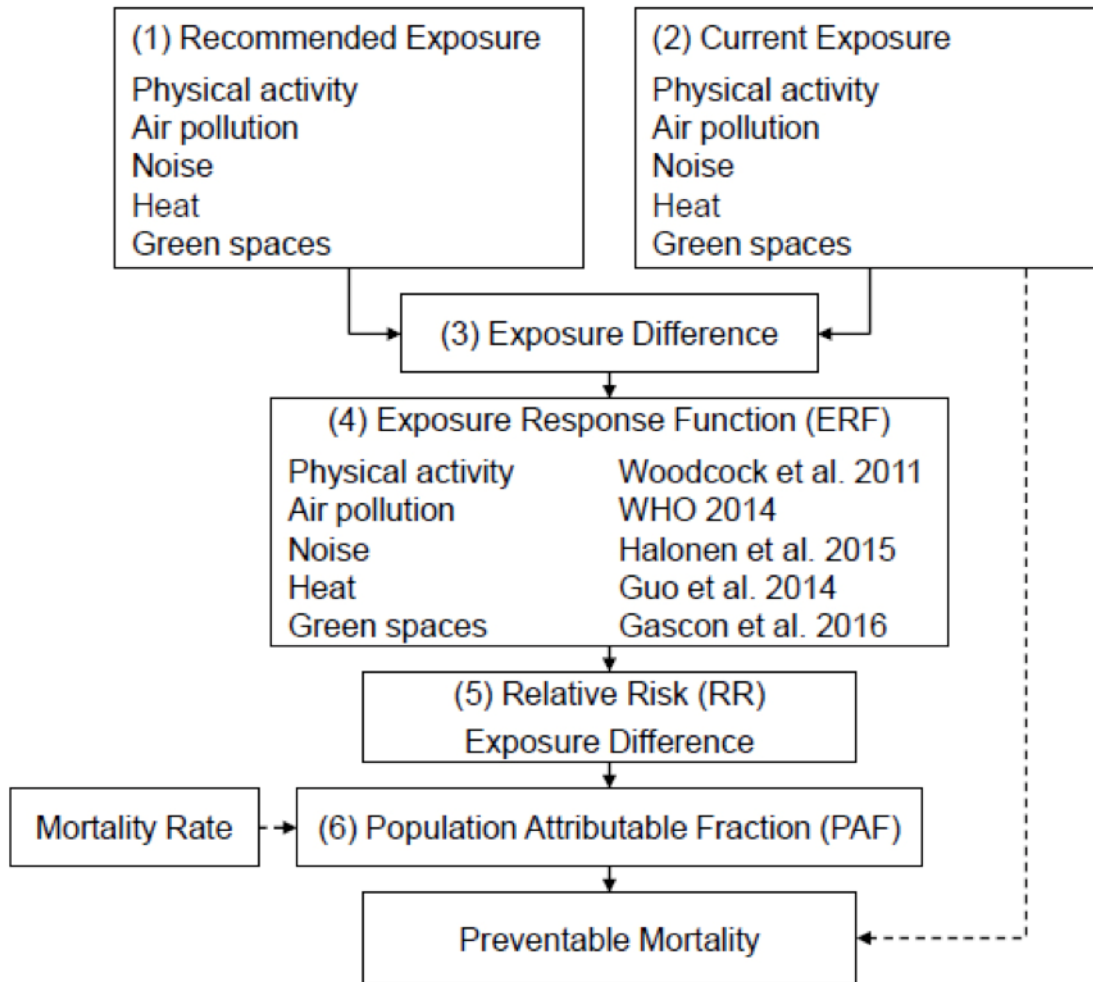 (1) Recommended Exposure
Physical activity
Air pollution
Noise
Heat
Green spaces
(2) Current Exposure
Physical activity
Air pollution
Noise
Heat
Green spaces
(3) Exposure Difference
(4) Exposure Response Function (ERF)
Physical activity Woodcock et al. 2011
Air pollution WHO 2014
Noise Halonen et al. 2015
Heat Guo et al. 2014
Green spaces Gascon et al. 2016
(5) Relative Risk (RR)
Exposure Difference
Mortality Rate
(6) Population Attributable Fraction (PAF)
Preventable Mortality